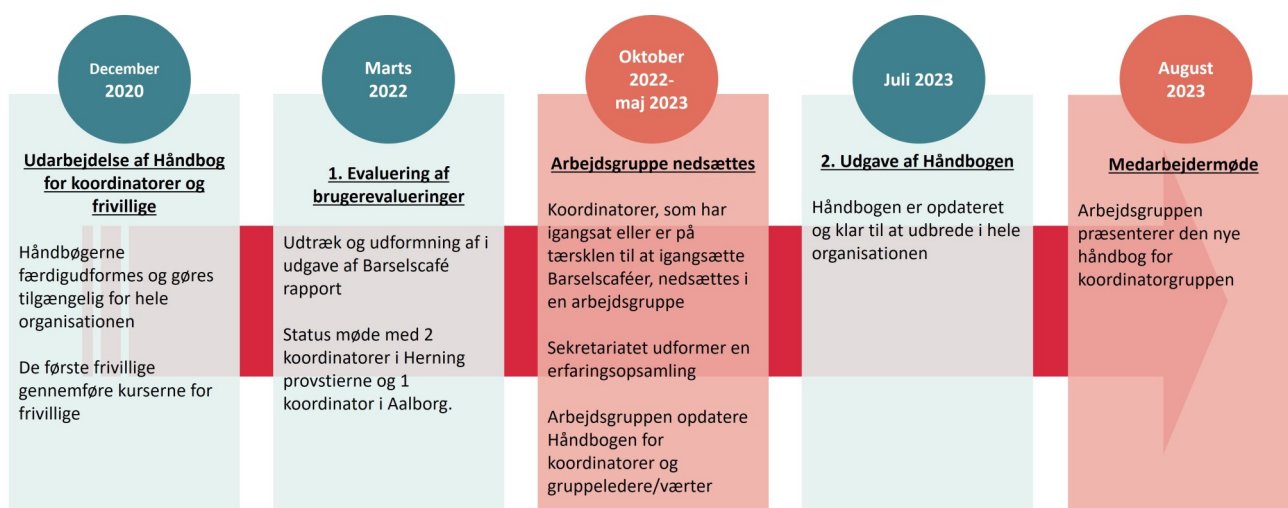 December
2020
Udarbejdelse af Håndbog
for koordinatorer og
frivillige
Håndbøgerne
færdigudformes og gøres
tilgængelig for hele
organisationen
De første frivillige
gennemføre kurserne for
frivillige
Marts
2022
1. Evaluering af
brugerevalueringer
Udtræk og udformning af i
udgave af Barselscafé
rapport
Status møde med 2
koordinatorer i Herning
provstierne og 1
koordinator i Aalborg.
Oktober
2022-
maj 2023
Arbejdsgruppe nedsættes
Koordinatorer, som har
igangsat eller er på
tærsklen til at igangsætte
Barselscaféer, nedsættes i
en arbejdsgruppe
Sekretariatet udformer en
erfaringsopsamling
Arbejdsgruppen opdatere
Håndbogen for
koordinatorer og
gruppeledere/værter
Juli 2023
2. Udgave af Håndbogen
Håndbogen er opdateret
og klar til at udbrede i hele
organisationen
August
2023
Medarbejdermøde
Arbejdsgruppen
præsenterer den nye
håndbog for
koordinatorgruppen